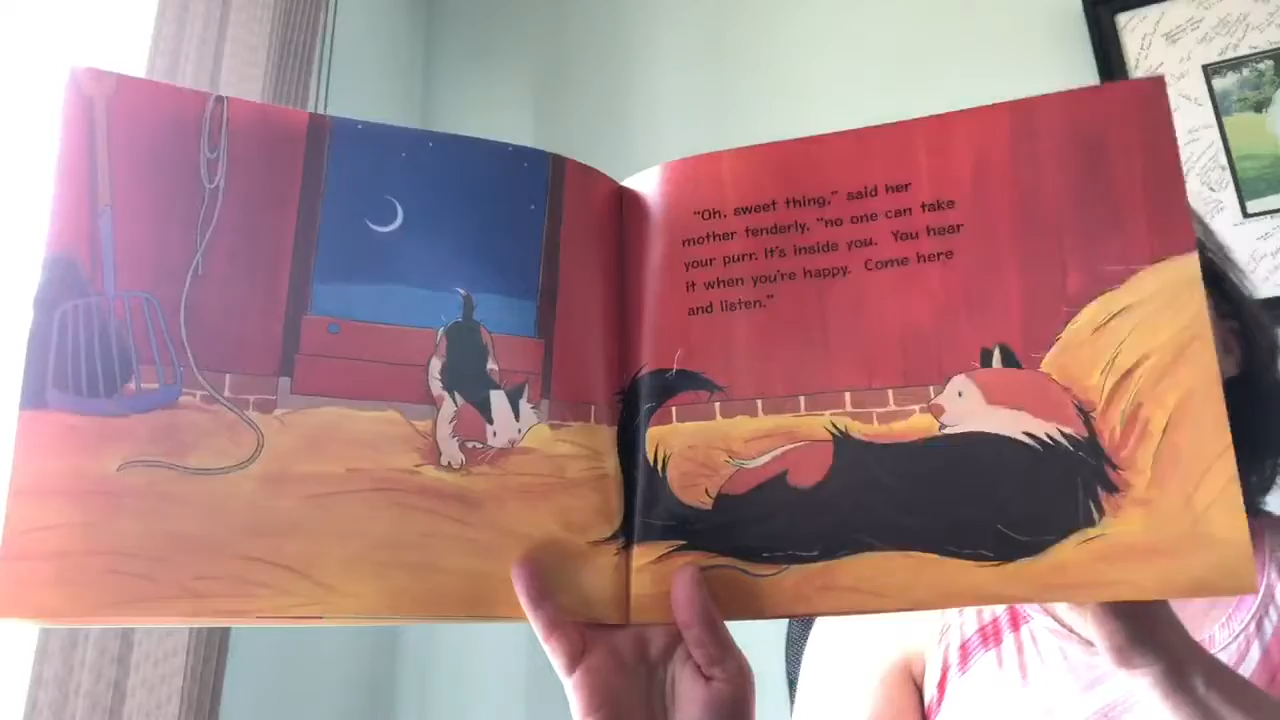 "Oh, sweet thing," said her
mother tenderly, "no one can take
your purr. It's inside you. You hear
it when you're happy. Come here
and listen."